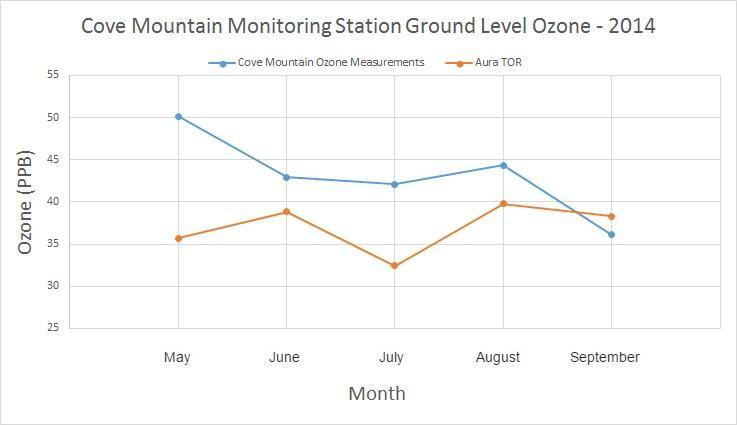 Cove Mountain Monitoring Station Ground Level Ozone - 2014
Cove Mountain Ozone Measurements Aura TOR
55
50
45
40
35
30
25
Ozone (PPB)
May June July August September
Month